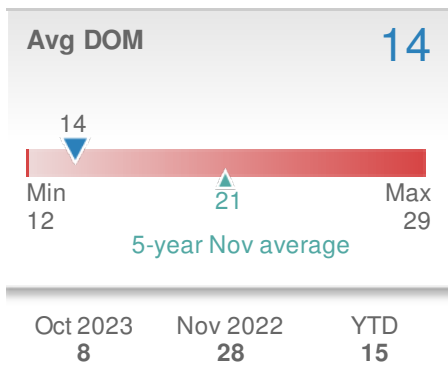 Avg DOM 14
14
Min 21 Max
12 29
5-year Nov average
Oct 2023 Nov 2022 YTD
8 28 15